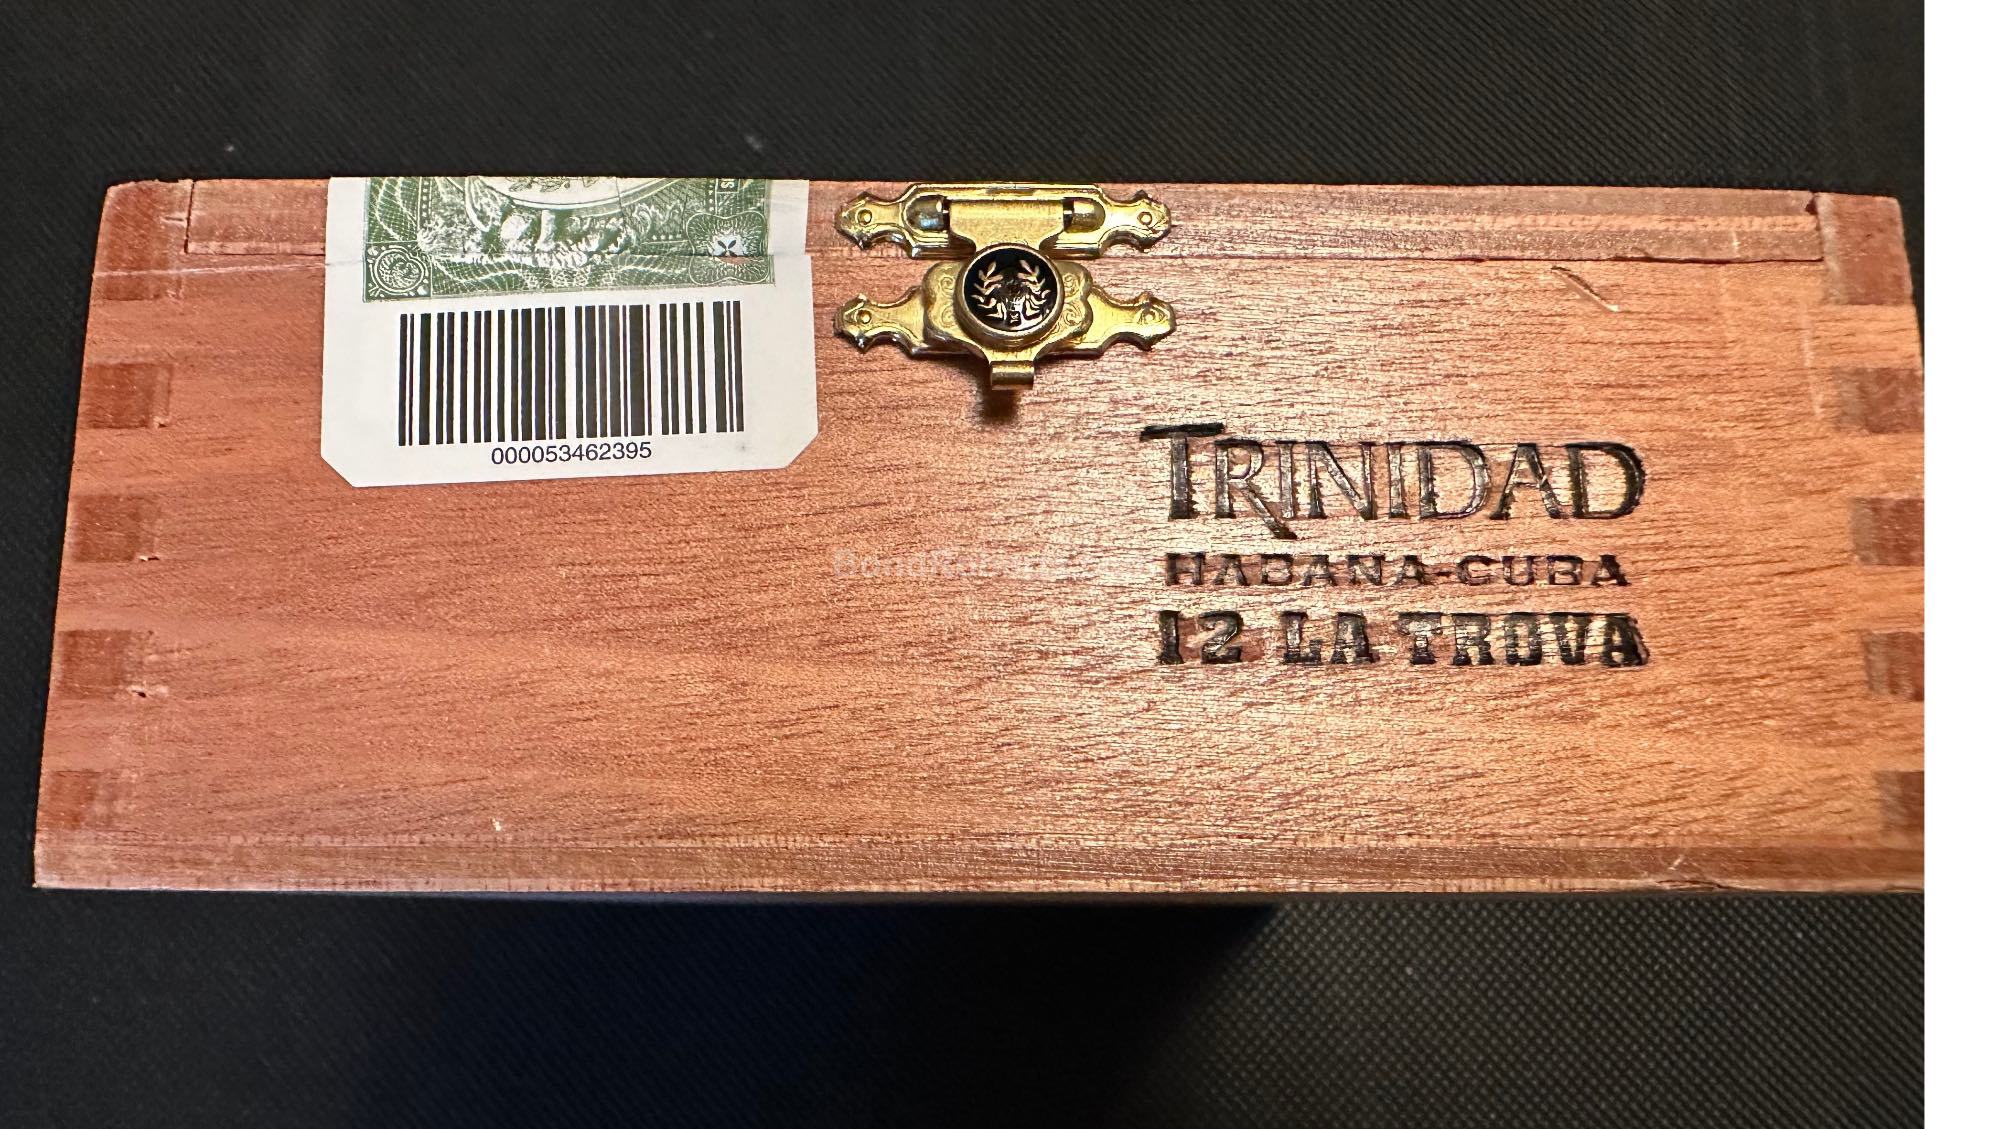 000053462395
TRINIDAD
HABANA-CUBA
12 LA TROVA